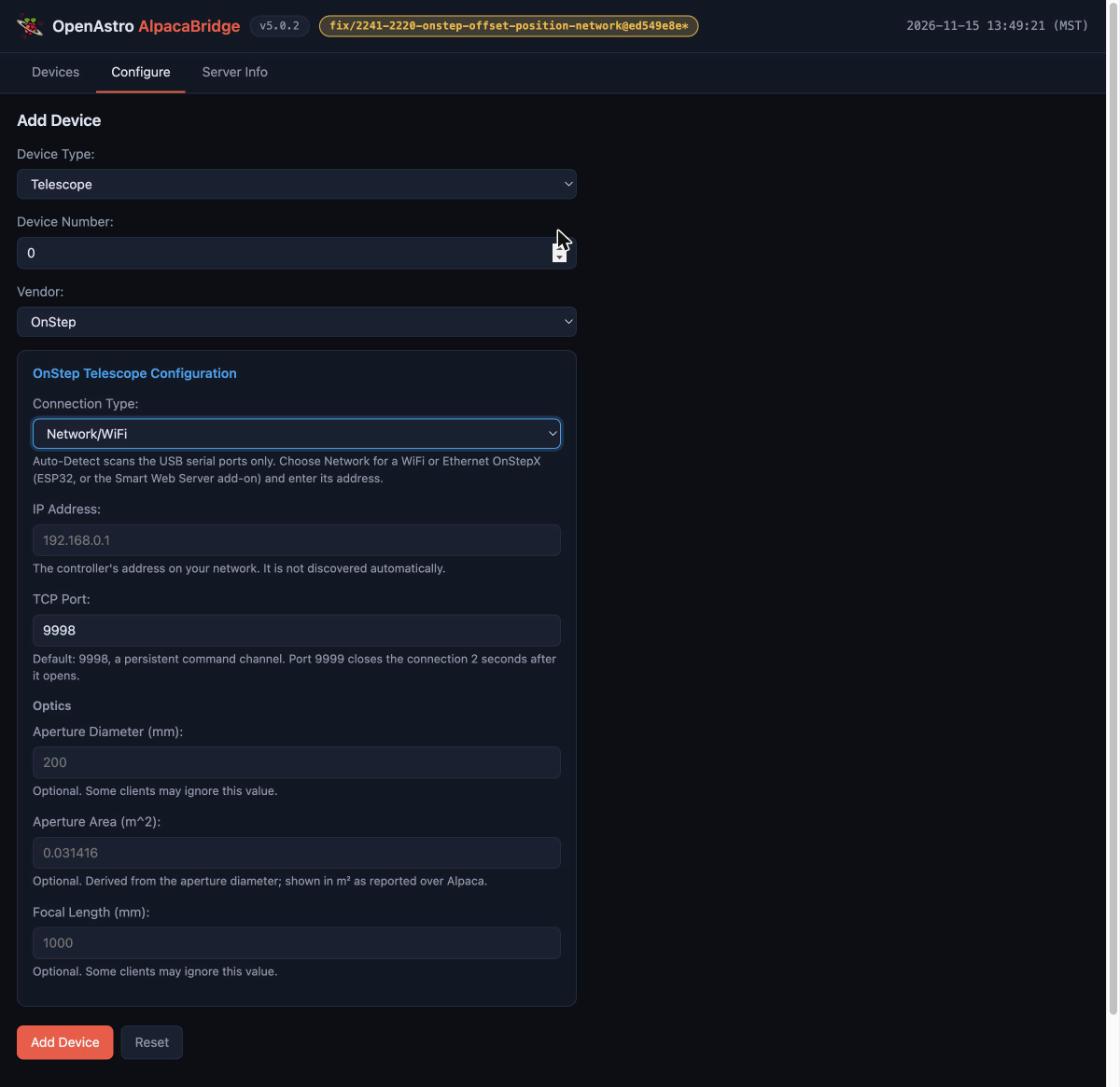 OpenAstro AlpacaBridge v5.0.2 fix/2241-2220-onstep-offset-position-network@ed549e8e* 2026-11-15 13:49:21 (MST)
Devices Configure Server Info
Add Device
Device Type:
Telescope
Device Number:
0
Vendor:
OnStep
OnStep Telescope Configuration
Connection Type:
Network/WiFi
Auto-Detect scans the USB serial ports only. Choose Network for a WiFi or Ethernet OnStepX
(ESP32, or the Smart Web Server add-on) and enter its address.
IP Address:
192.168.0.1
The controller's address on your network. It is not discovered automatically.
TCP Port:
9998
Default: 9998, a persistent command channel. Port 9999 closes the connection 2 seconds after
it opens.
Optics
Aperture Diameter (mm):
200
Optional. Some clients may ignore this value.
Aperture Area (m^2):
0.031416
Optional. Derived from the aperture diameter; shown in m² as reported over Alpaca.
Focal Length (mm):
1000
Optional. Some clients may ignore this value.
Add Device Reset